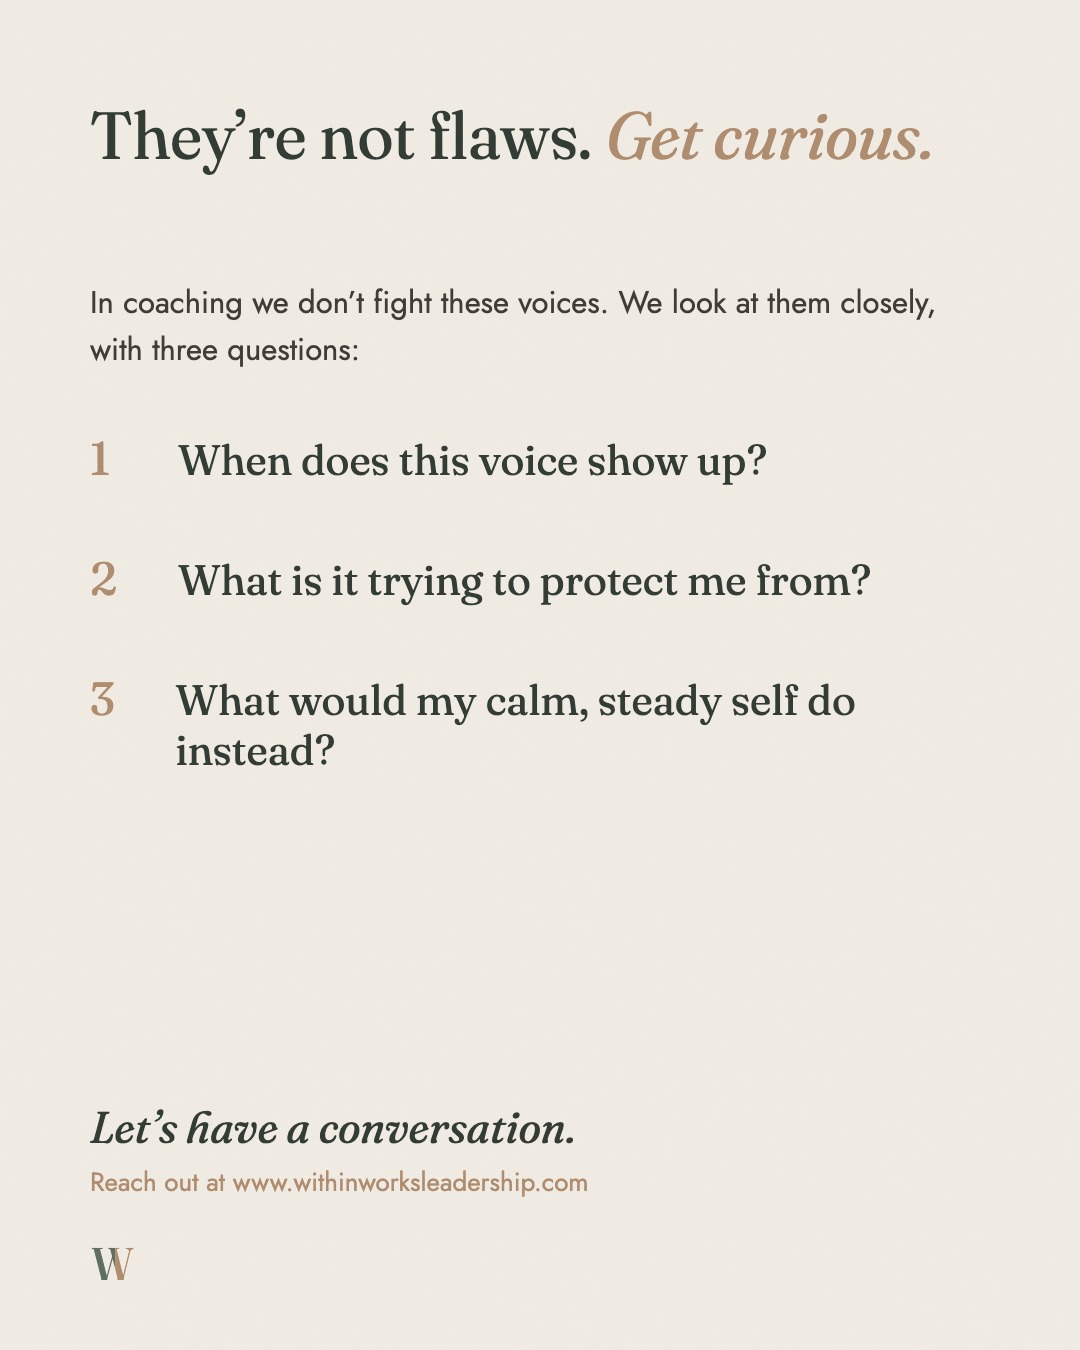 They’re not flaws. Get curious.
In coaching we don’t fight these voices. We look at them closely,
with three questions:
1 When does this voice show up?
2 What is it trying to protect me from?
3 What would my calm, steady self do
instead?
Let’s have a conversation.
Reach out at www.withinworksleadership.com
W